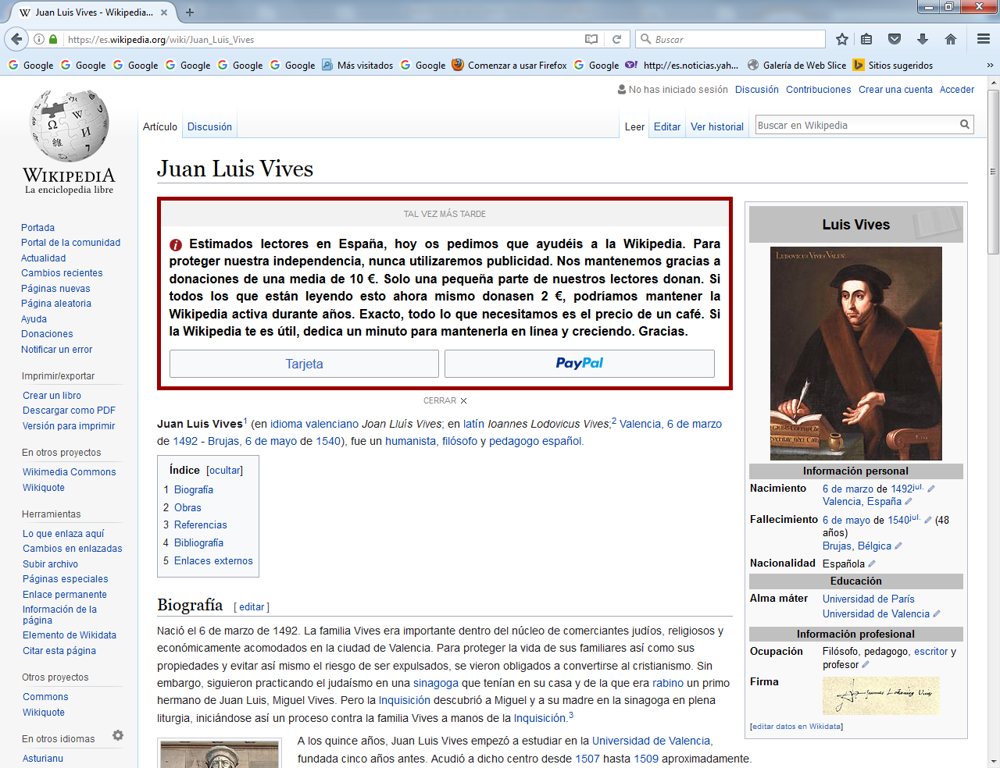 Juan Luis Vives - Wikipedia...
https://es.wikipedia.org/wiki/Juan_Luis_Vives
Buscar
Google
Google
Google
Google
Google
Google
Más visitados
Google
Comenzar a usar Firefox
Google
http://es.noticias.yah...
Galería de Web Slice
Sitios sugeridos
No has iniciado sesión
Discusión
Contribuciones
Crear una cuenta
Acceder
WIKIPEDIA
La enciclopedia libre
Artículo
Discusión
Leer
Editar
Ver historial
Buscar en Wikipedia
Portada
Portal de la comunidad
Actualidad
Cambios recientes
Páginas nuevas
Página aleatoria
Ayuda
Donaciones
Notificar un error
Imprimir/exportar
Crear un libro
Descargar como PDF
Versión para imprimir
En otros proyectos
Wikimedia Commons
Wikiquote
Herramientas
Lo que enlaza aquí
Cambios en enlazadas
Subir archivo
Páginas especiales
Enlace permanente
Información de la
página
Elemento de Wikidata
Citar esta página
Otros proyectos
Commons
Wikiquote
En otros idiomas
Asturianu
Juan Luis Vives
TAL VEZ MÁS TARDE
Estimados lectores en España, hoy os pedimos que ayudéis a la Wikipedia. Para
proteger nuestra independencia, nunca utilizaremos publicidad. Nos mantenemos gracias a
donaciones de una media de 10 €. Solo una pequeña parte de nuestros lectores donan. Si
todos los que están leyendo esto ahora mismo donasen 2 €, podríamos mantener la
Wikipedia activa durante años. Exacto, todo lo que necesitamos es el precio de un café. Si
la Wikipedia te es útil, dedica un minuto para mantenerla en línea y creciendo. Gracias.
Tarjeta
PayPal
CERRAR
Juan Luis Vives1 (en idioma valenciano Joan Lluís Vives; en latín Ioannes Lodovicus Vives;2 Valencia, 6 de marzo
de 1492 - Brujas, 6 de mayo de 1540), fue un humanista, filósofo y pedagogo español.
Índice [ocultar]
1 Biografía
2 Obras
3 Referencias
4 Bibliografía
5 Enlaces externos
Biografía [ editar ]
Nació el 6 de marzo de 1492. La familia Vives era importante dentro del núcleo de comerciantes judíos, religiosos y
económicamente acomodados en la ciudad de Valencia. Para proteger la vida de sus familiares así como sus
propiedades y evitar así mismo el riesgo de ser expulsados, se vieron obligados a convertirse al cristianismo. Sin
embargo, siguieron practicando el judaísmo en una sinagoga que tenían en su casa y de la que era rabino un primo
hermano de Juan Luis, Miguel Vives. Pero la Inquisición descubrió a Miguel y a su madre en la sinagoga en plena
liturgia, iniciándose así un proceso contra la familia Vives a manos de la Inquisición.3
A los quince años, Juan Luis Vives empezó a estudiar en la Universidad de Valencia,
fundada cinco años antes. Acudió a dicho centro desde 1507 hasta 1509 aproximadamente.
Luis Vives
LUDOVICUS VIVES VALEN
Información personal
Nacimiento 6 de marzo de 1492jul.
Valencia, España
Fallecimiento 6 de mayo de 1540jul. (48
años)
Brujas, Bélgica
Nacionalidad Española
Educación
Alma máter Universidad de París
Universidad de Valencia
Información profesional
Ocupación Filósofo, pedagogo, escritor y
profesor
Firma
[editar datos en Wikidata]